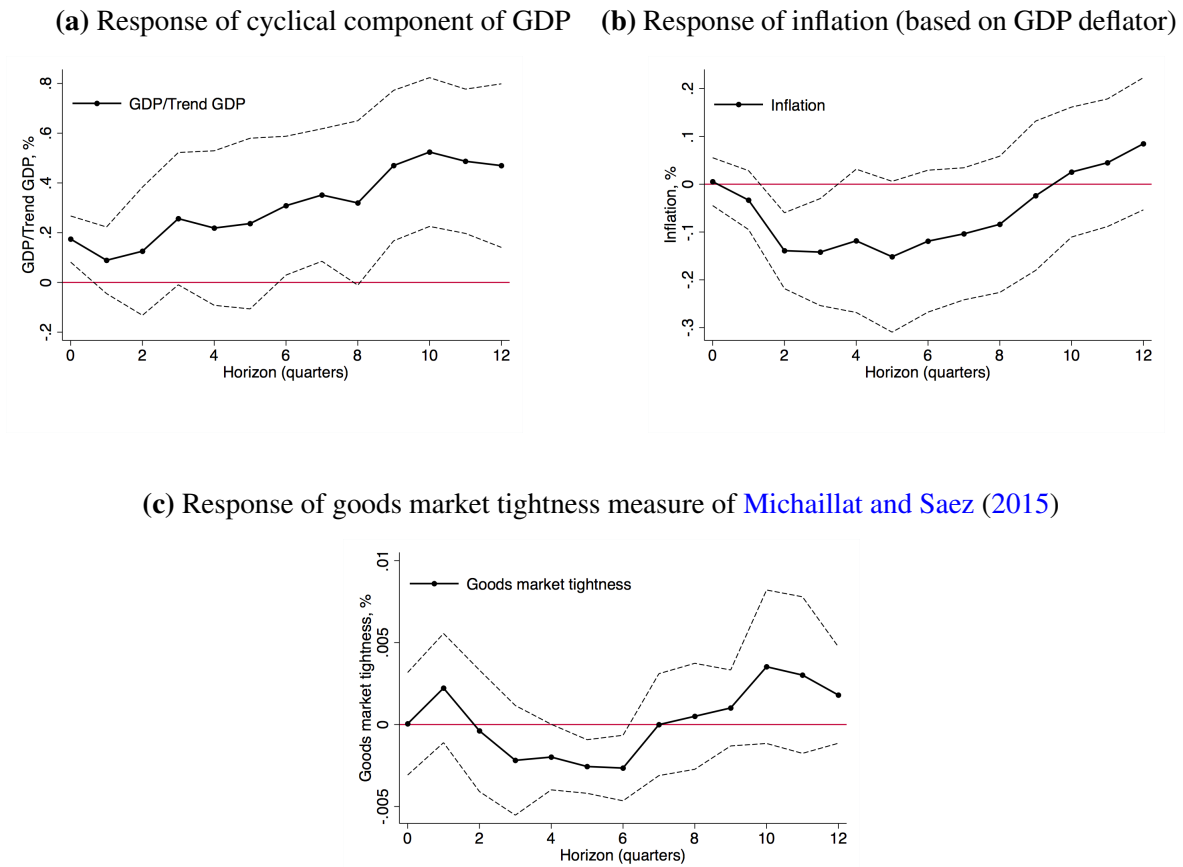 (a) Response of cyclical component of GDP
GDP/Trend GDP
GDP/Trend GDP, %
.8
.6
.4
.2
0
-.2
0 2 4 6 8 10 12
Horizon (quarters)
(b) Response of inflation (based on GDP deflator)
Inflation
Inflation, %
.2
.1
0
-.1
-.2
-.3
0 2 4 6 8 10 12
Horizon (quarters)
(c) Response of goods market tightness measure of Michaillat and Saez (2015)
Goods market tightness
Goods market tightness, %
.01
.005
0
-.005
0 2 4 6 8 10 12
Horizon (quarters)